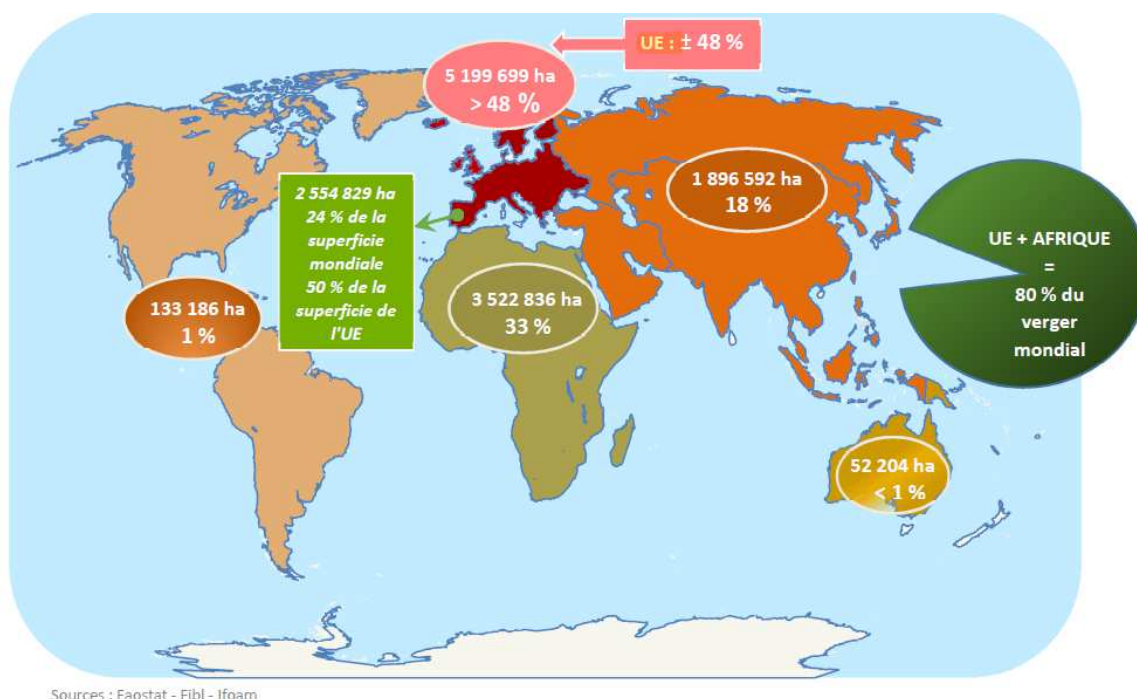 UE : ± 48 %
5 199 699 ha
> 48 %
1 896 592 ha
18 %
2 554 829 ha
24 % de la
superficie
mondiale
50 % de la
superficie de
l'UE
UE + AFRIQUE
=
80 % du
verger
mondial
133 186 ha
1 %
3 522 836 ha
33 %
52 204 ha
< 1 %
Sources : Faostat - Fibl - Ifoam